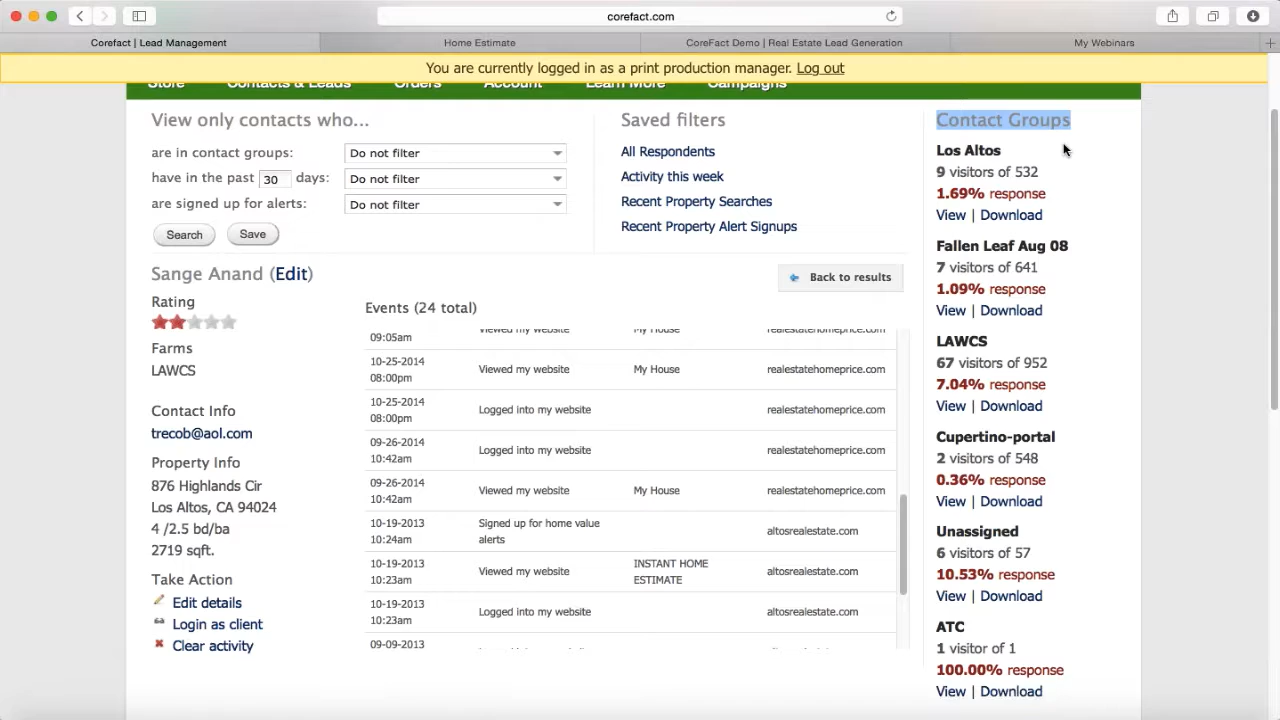 corefact.com
Corefact | Lead Management
Home Estimate
CoreFact Demo | Real Estate Lead Generation
My Webinars
You are currently logged in as a print production manager. Log out
Store
Contacts & Leads
Orders
Account
Learn More
Campaigns
View only contacts who...
are in contact groups: Do not filter
have in the past 30 days: Do not filter
are signed up for alerts: Do not filter
Search
Save
Saved filters
All Respondents
Activity this week
Recent Property Searches
Recent Property Alert Signups
Sange Anand (Edit)
Back to results
Rating
Farms
LAWCS
Contact Info
trecob@aol.com
Property Info
876 Highlands Cir
Los Altos, CA 94024
4 /2.5 bd/ba
2719 sqft.
Take Action
Edit details
Login as client
Clear activity
Events (24 total)
09:05am Viewed my website My House realestatehomeprice.com
10-25-2014
08:00pm Viewed my website My House realestatehomeprice.com
10-25-2014
08:00pm Logged into my website realestatehomeprice.com
09-26-2014
10:42am Logged into my website realestatehomeprice.com
09-26-2014
10:42am Viewed my website My House realestatehomeprice.com
10-19-2013
10:24am Signed up for home value alerts altosrealestate.com
10-19-2013
10:23am Viewed my website INSTANT HOME ESTIMATE altosrealestate.com
10-19-2013
10:23am Logged into my website altosrealestate.com
09-09-2013
Contact Groups
Los Altos
9 visitors of 532
1.69% response
View | Download
Fallen Leaf Aug 08
7 visitors of 641
1.09% response
View | Download
LAWCS
67 visitors of 952
7.04% response
View | Download
Cupertino-portal
2 visitors of 548
0.36% response
View | Download
Unassigned
6 visitors of 57
10.53% response
View | Download
ATC
1 visitor of 1
100.00% response
View | Download